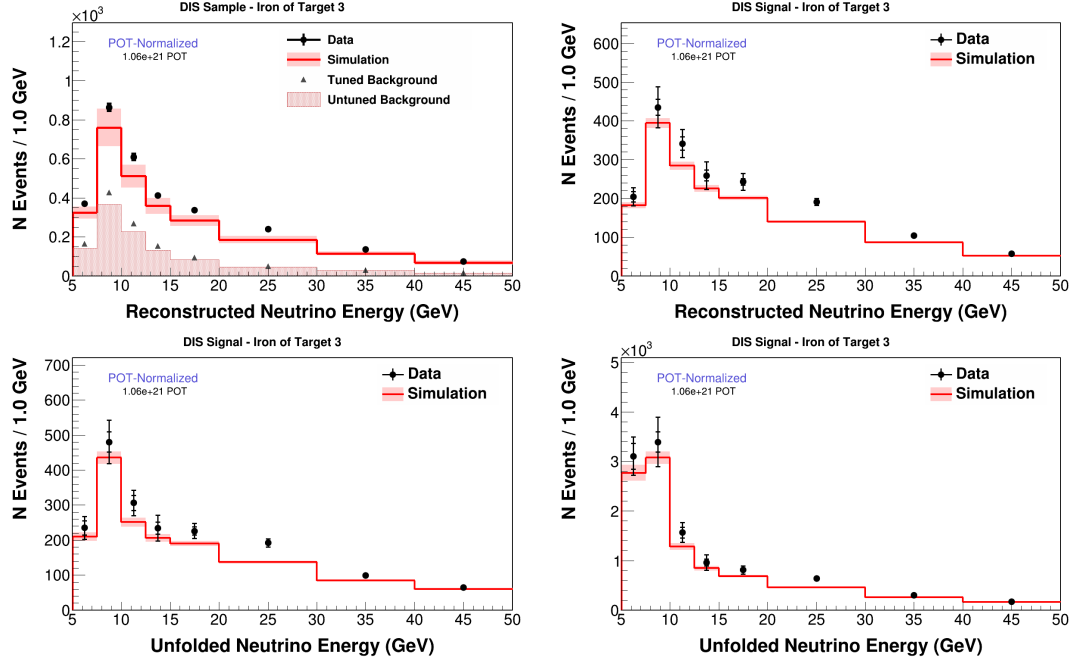 DIS Sample - Iron of Target 3
×10³
N Events / 1.0 GeV
POT-Normalized
1.06e+21 POT
Data
Simulation
Tuned Background
Untuned Background
1.2
1
0.8
0.6
0.4
0.2
0
5 10 15 20 25 30 35 40 45 50
Reconstructed Neutrino Energy (GeV)
DIS Signal - Iron of Target 3
N Events / 1.0 GeV
POT-Normalized
1.06e+21 POT
Data
Simulation
600
500
400
300
200
100
0
5 10 15 20 25 30 35 40 45 50
Reconstructed Neutrino Energy (GeV)
DIS Signal - Iron of Target 3
N Events / 1.0 GeV
POT-Normalized
1.06e+21 POT
Data
Simulation
700
600
500
400
300
200
100
0
5 10 15 20 25 30 35 40 45 50
Unfolded Neutrino Energy (GeV)
DIS Signal - Iron of Target 3
×10³
N Events / 1.0 GeV
POT-Normalized
1.06e+21 POT
Data
Simulation
5
4
3
2
1
0
5 10 15 20 25 30 35 40 45 50
Unfolded Neutrino Energy (GeV)